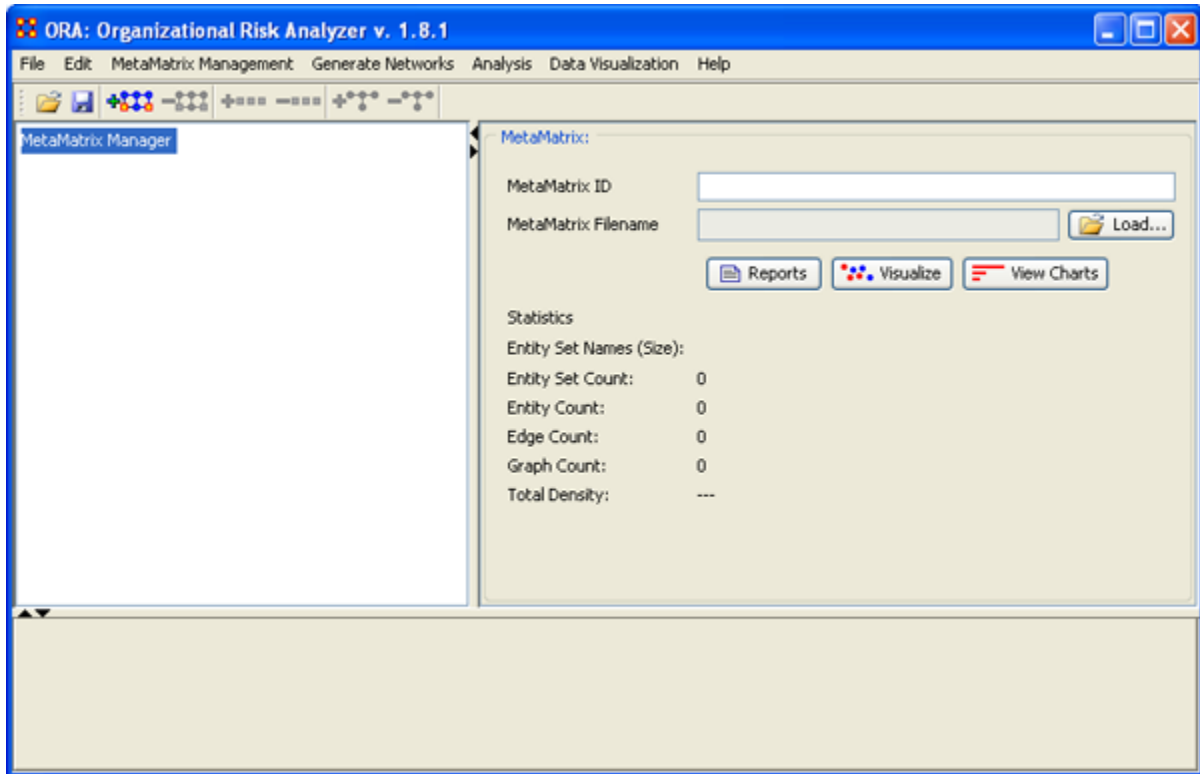 ORA: Organizational Risk Analyzer v. 1.8.1
File Edit MetaMatrix Management Generate Networks Analysis Data Visualization Help
MetaMatrix Manager
MetaMatrix:
MetaMatrix ID
MetaMatrix Filename Load...
Reports Visualize View Charts
Statistics
Entity Set Names (Size):
Entity Set Count: 0
Entity Count: 0
Edge Count: 0
Graph Count: 0
Total Density: ---